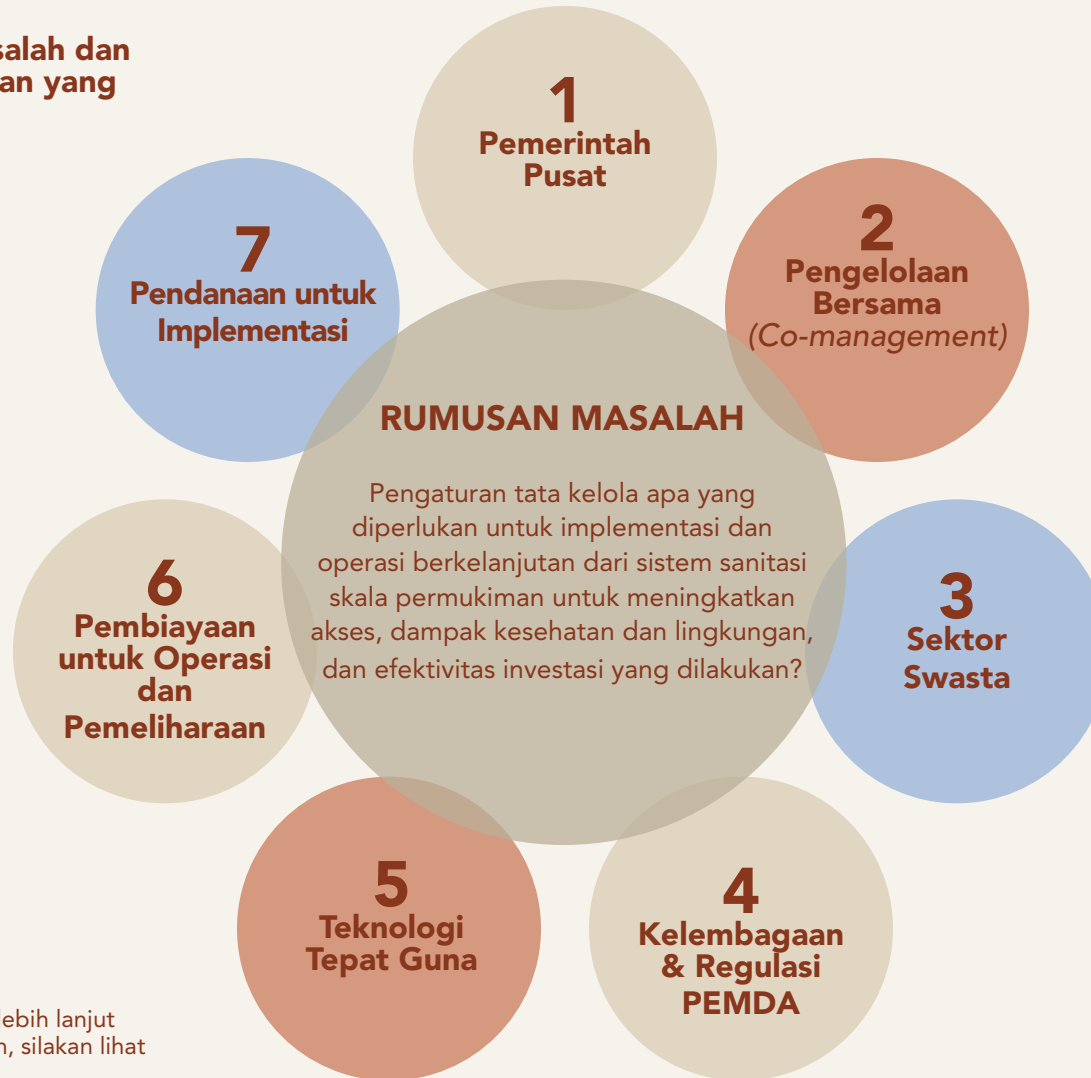 salah dan
an yang
1
Pemerintah
Pusat
2
Pengelolaan
Bersama
(Co-management)
3
Sektor
Swasta
4
Kelembagaan
& Regulasi
PEMDA
5
Teknologi
Tepat Guna
6
Pembiayaan
untuk Operasi
dan
Pemeliharaan
7
Pendanaan untuk
Implementasi
RUMUSAN MASALAH
Pengaturan tata kelola apa yang
diperlukan untuk implementasi dan
operasi berkelanjutan dari sistem sanitasi
skala permukiman untuk meningkatkan
akses, dampak kesehatan dan lingkungan,
dan efektivitas investasi yang dilakukan?
lebih lanjut
n, silakan lihat